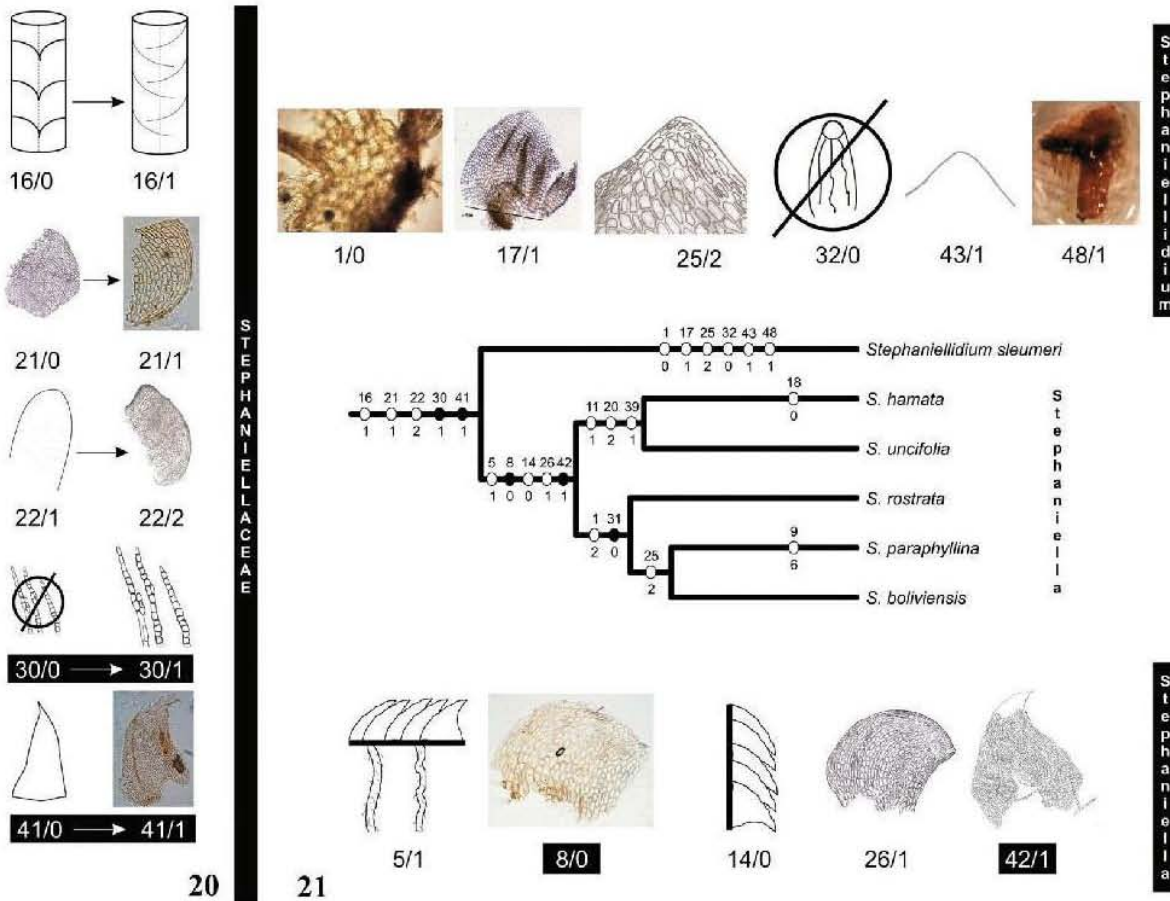 16/0 16/1
21/0 21/1
22/1 22/2
30/0 30/1
41/0 41/1
20
STEPHANIELLACEAE
21
1/0 17/1 25/2 32/0 43/1 48/1
Stephaniellidium
1 17 25 32 43 48
0 1 2 0 1 1
Stephaniellidium sleumeri
18
0
S. hamata
16 21 22 30 41
1 1 2 1 1
11 20 39
1 2 1
S. uncifolia
5 8 14 26 42
1 0 0 1 1
S. rostrata
1 31
2 0
9
6
S. paraphyllina
25
2
S. boliviensis
Stephaniella
5/1 8/0 14/0 26/1 42/1
Stephaniella